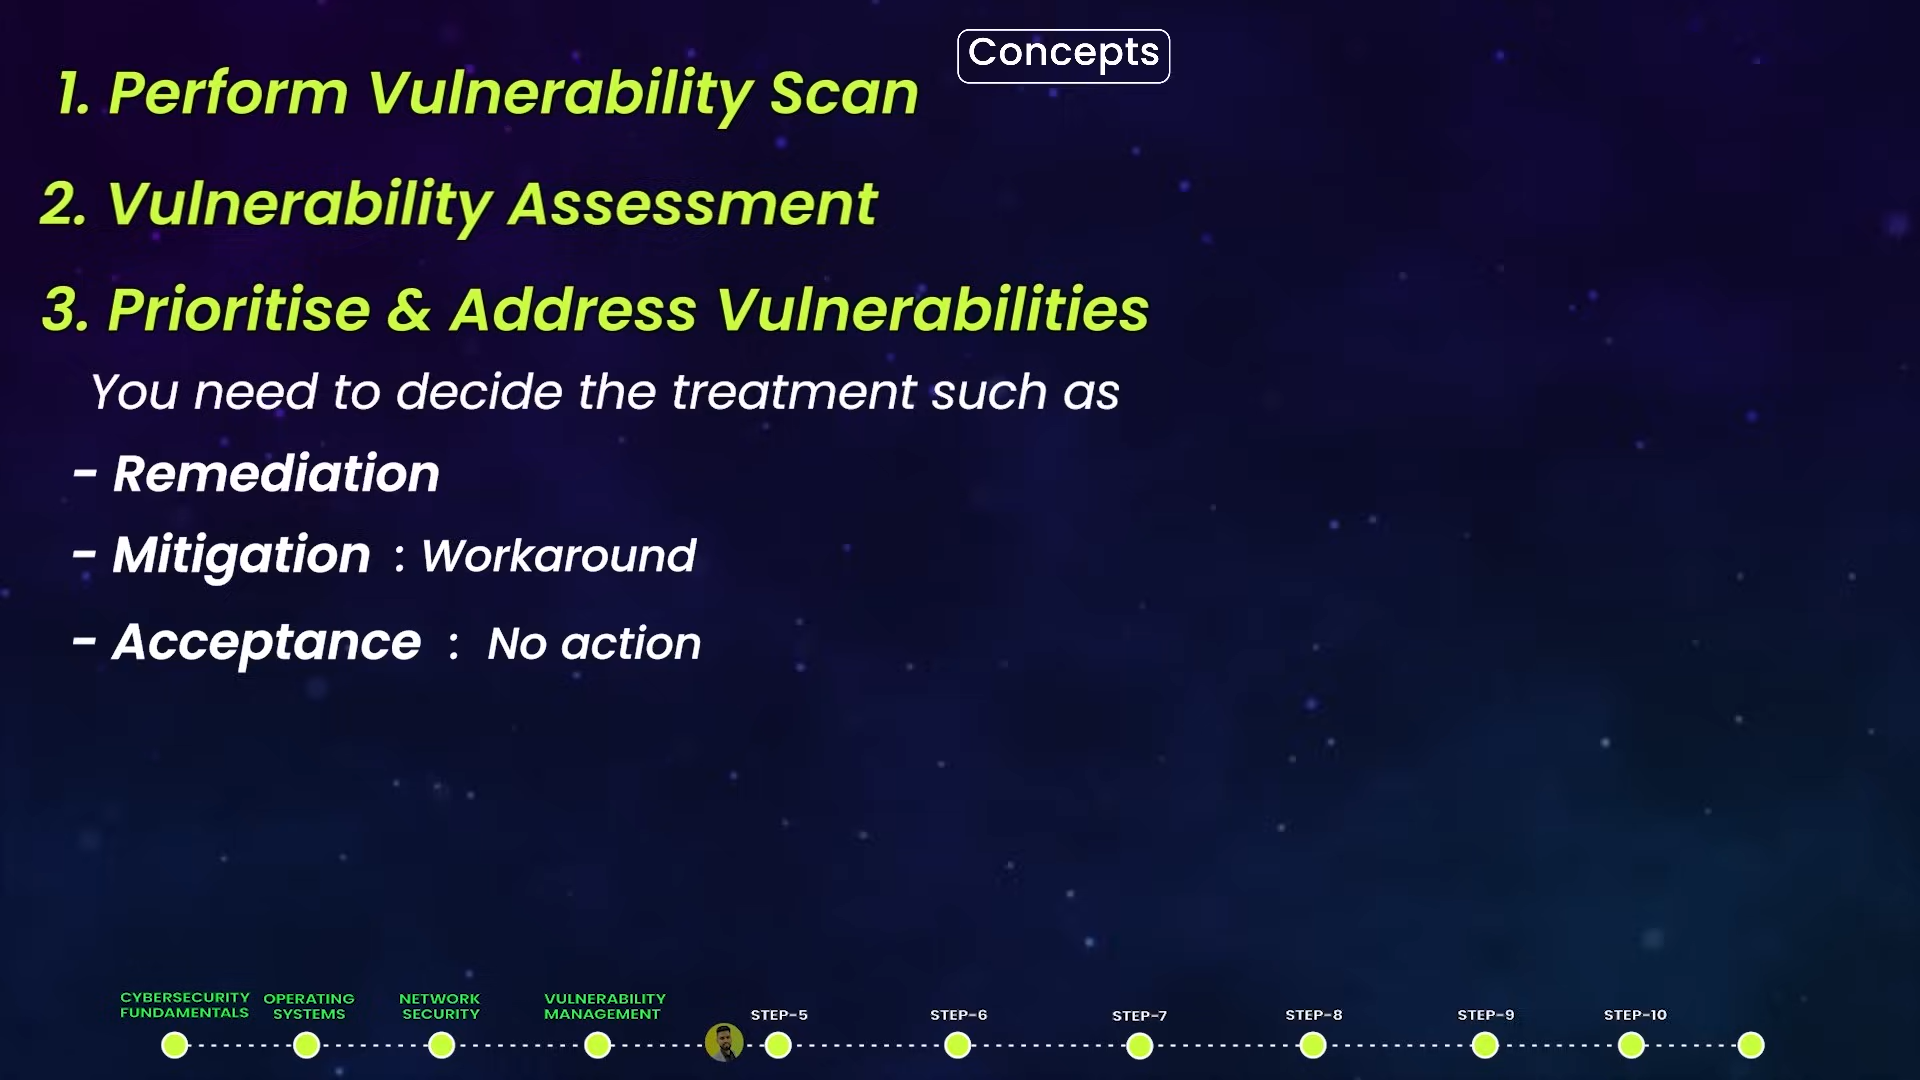 Concepts
1. Perform Vulnerability Scan
2. Vulnerability Assessment
3. Prioritise & Address Vulnerabilities
You need to decide the treatment such as
- Remediation
- Mitigation : Workaround
- Acceptance : No action
CYBERSECURITY FUNDAMENTALS
OPERATING SYSTEMS
NETWORK SECURITY
VULNERABILITY MANAGEMENT
STEP-5
STEP-6
STEP-7
STEP-8
STEP-9
STEP-10